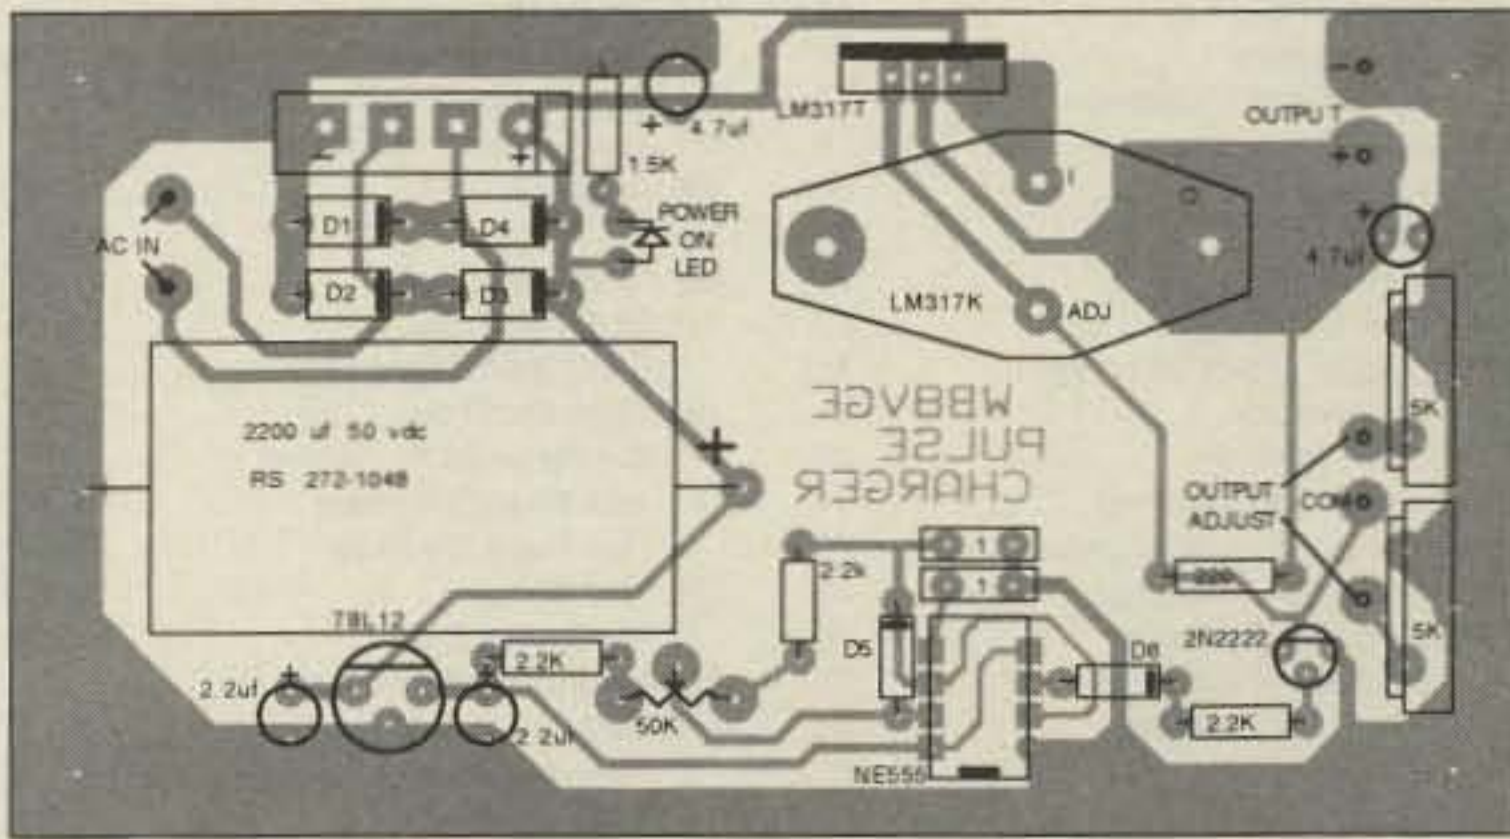 LM317T
-
OUTPUT
+
4.7uf
+
-
+
1.5K
I
D1
D4
POWER
ON
LED
AC IN
+
4.7uf
D2
D3
LM317K
ADJ
WB8VGE
PULSE
CHARGER
5K
2200 uf 50 vdc
RS 272-1048
+
OUTPUT
ADJUST
COM
1
2.2k
1
220
78L12
2.2K
D5
D6
2N2222
5K
+
2.2uf
+
2.2uf
50K
2.2K
NE555